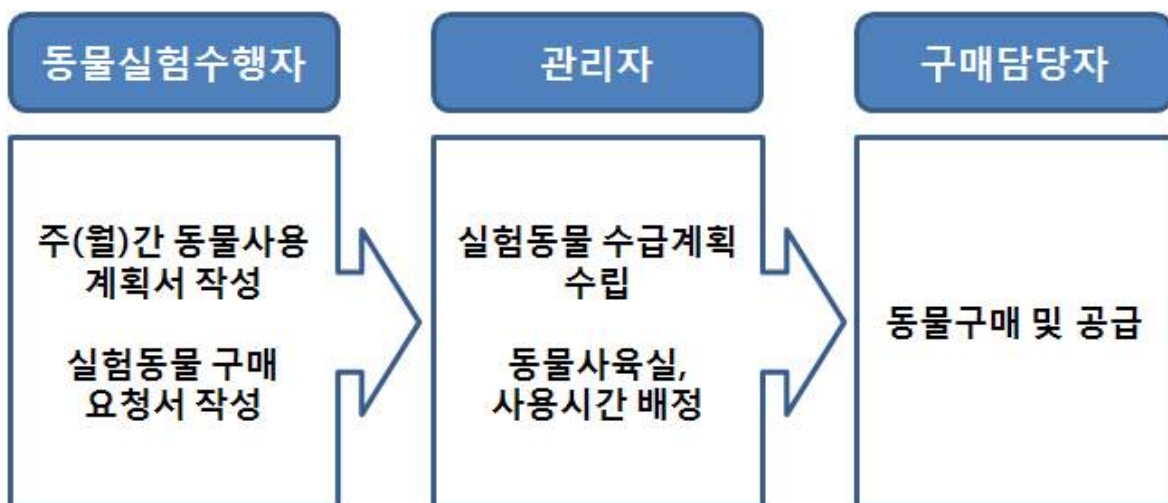 동물실험수행자
관리자
구매담당자
주(월)간 동물사용
계획서 작성
실험동물 구매
요청서 작성
실험동물 수급계획
수립
동물사육실,
사용시간 배정
동물구매 및 공급